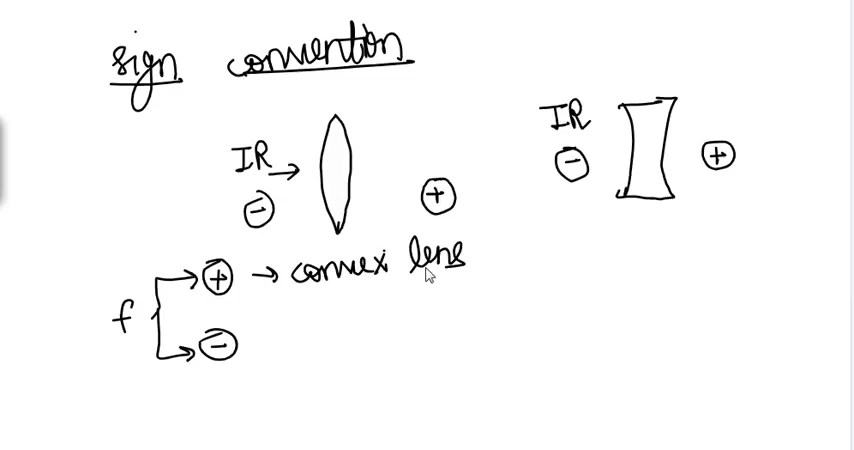 sign convention
IR →
⊖
⊕
IR
⊖
⊕
f
⊕ → convex lens
⊖